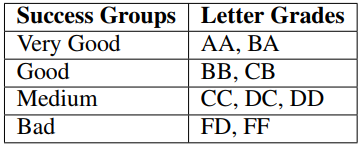 Success Groups Letter Grades
Very Good AA, BA
Good BB, CB
Medium CC, DC, DD
Bad FD, FF